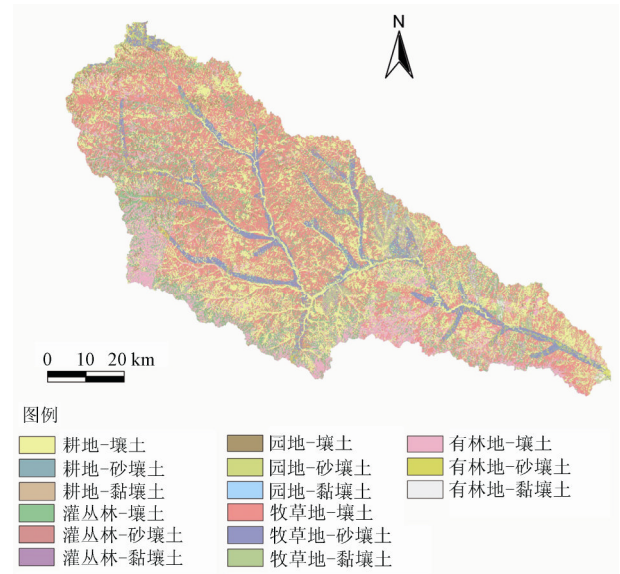 N
0 10 20 km
图例
耕地-壤土
耕地-砂壤土
耕地-黏壤土
灌丛林-壤土
灌丛林-砂壤土
灌丛林-黏壤土
园地-壤土
园地-砂壤土
园地-黏壤土
牧草地-壤土
牧草地-砂壤土
牧草地-黏壤土
有林地-壤土
有林地-砂壤土
有林地-黏壤土